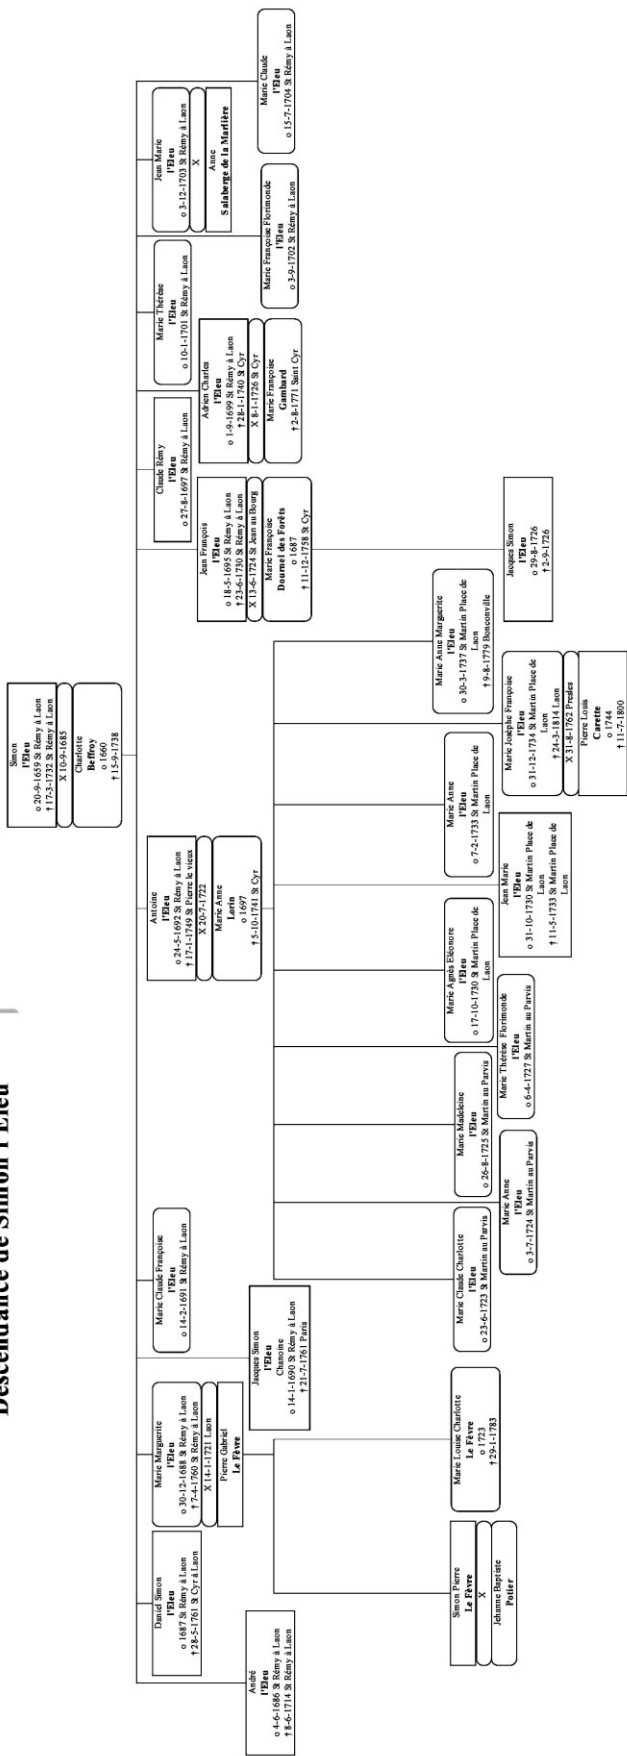 Descendance de Simon l'Eleu
Simon
l'Eleu
o 20-9-1659 St Rémy à Laon
† 17-3-1732 St Rémy à Laon
X 10-9-1685
Charlotte
Beffroy
o 1660
† 15-9-1738
André
l'Eleu
o 4-6-1686 St Rémy à Laon
† 8-6-1714 St Rémy à Laon
Daniel Simon
l'Eleu
o 1687 St Rémy à Laon
† 28-5-1761 St Cyr à Laon
Marie Marguerite
l'Eleu
o 30-12-1688 St Rémy à Laon
† 7-4-1760 St Rémy à Laon
X 14-1-1721 Laon
Pierre Gabriel
Le Fèvre
Jacques Simon
l'Eleu
Chanoine
o 14-1-1690 St Rémy à Laon
† 21-7-1761 Paris
Marie Claude Françoise
l'Eleu
o 14-2-1691 St Rémy à Laon
Antoine
l'Eleu
o 24-5-1692 St Rémy à Laon
† 17-1-1749 St Pierre le vieux
X 20-7-1722
Marie Anne
Lorin
o 1697
† 5-10-1741 St Cyr
Jean François
l'Eleu
o 18-5-1695 St Rémy à Laon
† 23-6-1730 St Rémy à Laon
X 13-6-1724 St Jean au Bourg
Marie Françoise
Dournel des Forêts
o 1687
† 11-12-1758 St Cyr
Claude Rémy
l'Eleu
o 27-8-1697 St Rémy à Laon
Adrien Charles
l'Eleu
o 1-9-1699 St Rémy à Laon
† 28-1-1740 St Cyr
X 8-1-1726 St Cyr
Marie Françoise
Gambard
† 2-8-1771 Saint Cyr
Marie Thérèse
l'Eleu
o 10-1-1701 St Rémy à Laon
Marie Françoise Florimonde
l'Eleu
o 3-9-1702 St Rémy à Laon
Jean Marie
l'Eleu
o 3-12-1703 St Rémy à Laon
X
Anne
Salaberge de la Marlière
Marie Claude
l'Eleu
o 15-7-1704 St Rémy à Laon
Simon Pierre
Le Fèvre
X
Jehanne Baptiste
Potier
Marie Louise Charlotte
Le Fèvre
o 1723
† 29-1-1783
Marie Claude Charlotte
l'Eleu
o 23-6-1723 St Martin au Parvis
Marie Anne
l'Eleu
o 3-7-1724 St Martin au Parvis
Marie Madeleine
l'Eleu
o 26-8-1725 St Martin au Parvis
Marie Thérèse Florimonde
l'Eleu
o 6-4-1727 St Martin au Parvis
Marie Agnès Eléonore
l'Eleu
o 17-10-1730 St Martin Place de
Laon
Jean Marie
l'Eleu
o 31-10-1730 St Martin Place de
Laon
† 11-5-1733 St Martin Place de
Laon
Marie Anne
l'Eleu
o 7-2-1733 St Martin Place de
Laon
Marie Josèphe Françoise
l'Eleu
o 31-12-1734 St Martin Place de
Laon
† 24-3-1814 Laon
X 31-8-1762 Presles
Pierre Louis
Carette
o 1744
† 11-7-1800
Marie Anne Marguerite
l'Eleu
o 30-3-1737 St Martin Place de
Laon
† 9-8-1779 Bonconville
Jacques Simon
l'Eleu
o 29-8-1726
† 2-9-1726